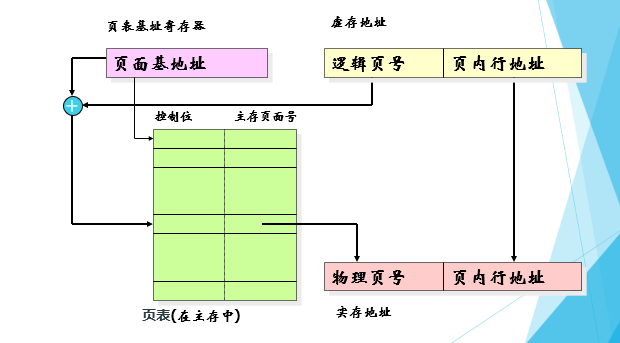 页表基址寄存器
虚存地址
页面基地址
逻辑页号
页内行地址
控制位
主存页面号
物理页号
页内行地址
页表(在主存中)
实存地址